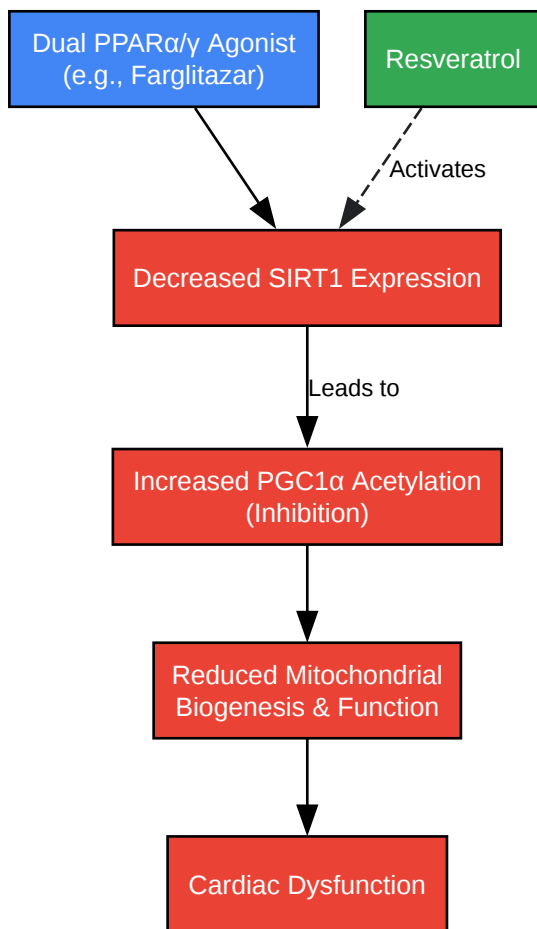 Dual PPARα/γ Agonist
(e.g., Farglitazar)
Resveratrol
Activates
Decreased SIRT1 Expression
Leads to
Increased PGC1α Acetylation
(Inhibition)
Reduced Mitochondrial
Biogenesis & Function
Cardiac Dysfunction